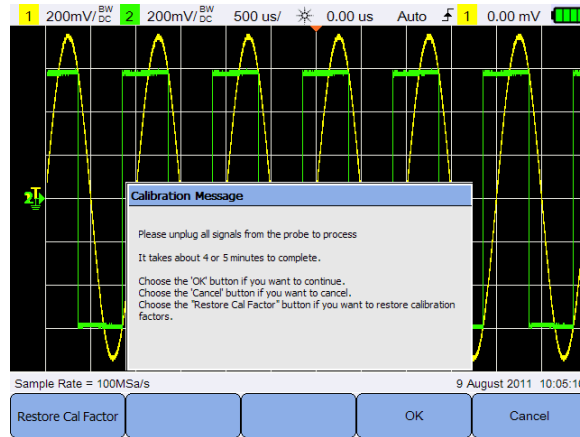 1 200mV/ BW DC 2 200mV/ BW DC 500 us/ 0.00 us Auto 1 0.00 mV
2
Calibration Message
Please unplug all signals from the probe to process
It takes about 4 or 5 minutes to complete.
Choose the 'OK' button if you want to continue.
Choose the 'Cancel' button if you want to cancel.
Choose the "Restore Cal Factor" button if you want to restore calibration
factors.
Sample Rate = 100MSa/s 9 August 2011
Restore Cal Factor OK Cancel